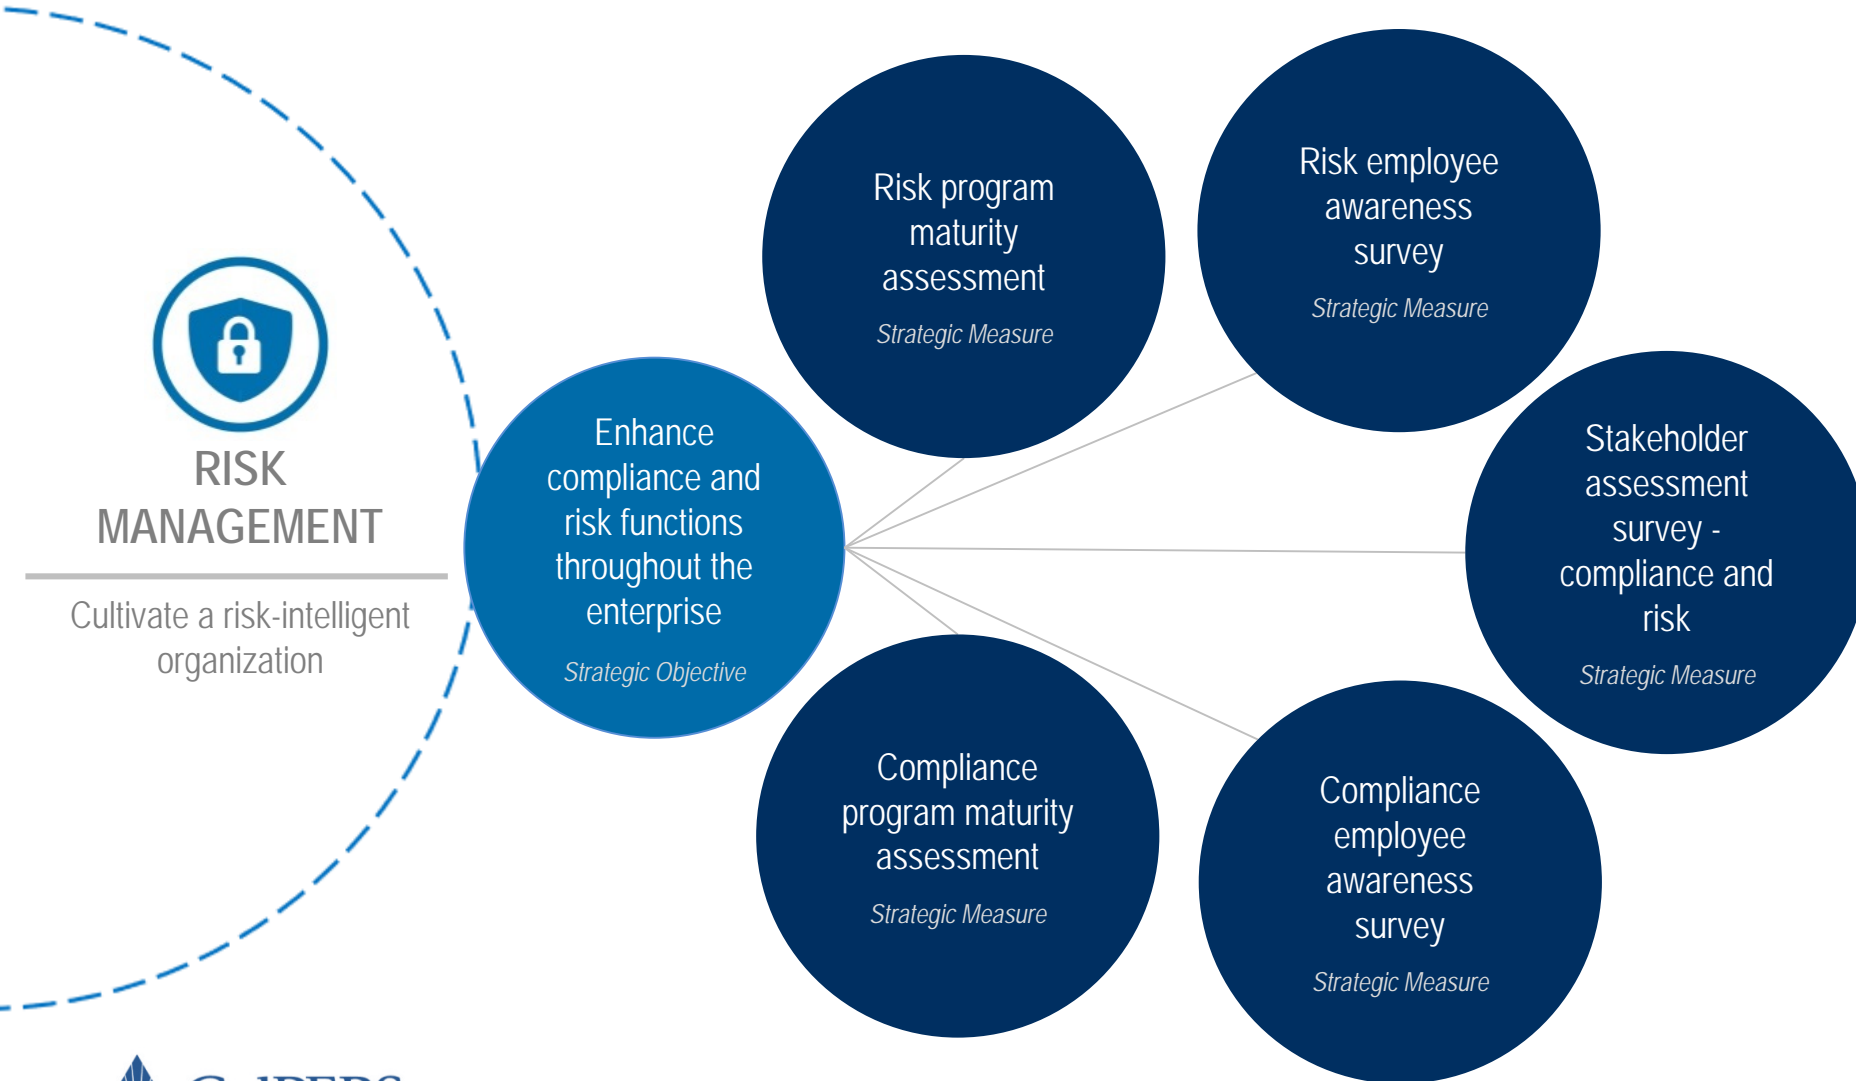 RISK
MANAGEMENT
Cultivate a risk-intelligent
organization
Enhance
compliance and
risk functions
throughout the
enterprise
Strategic Objective
Risk program
maturity
assessment
Strategic Measure
Risk employee
awareness
survey
Strategic Measure
Stakeholder
assessment
survey -
compliance and
risk
Strategic Measure
Compliance
program maturity
assessment
Strategic Measure
Compliance
employee
awareness
survey
Strategic Measure
CalPERS